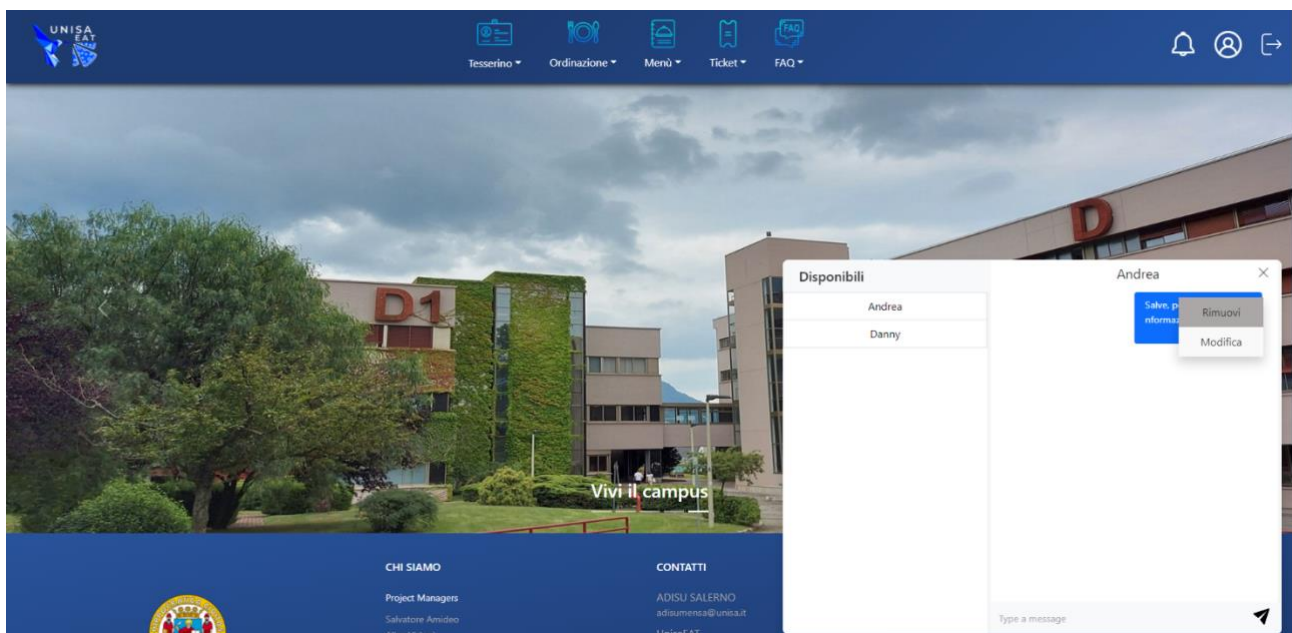 UNISA
EAT
Tesserino
Ordinazione
Menù
Ticket
FAQ
FAQ
D1
D
Vivi il campus
Disponibili
Andrea
Danny
Andrea
Salve,
Rimuovi
Modifica
Type a message
CHI SIAMO
Project Managers
Salvatore Amideo
CONTATTI
ADISU SALERNO
adisumensa@unisa.it